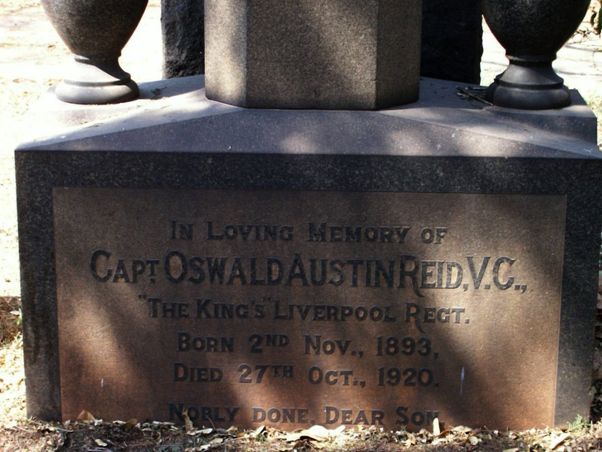 In Loving Memory of
Capt. Oswald Austin Reid, V.C.,
"The King's" Liverpool Regt.
Born 2nd Nov., 1893,
Died 27th Oct., 1920.
Nobly done, Dear Son